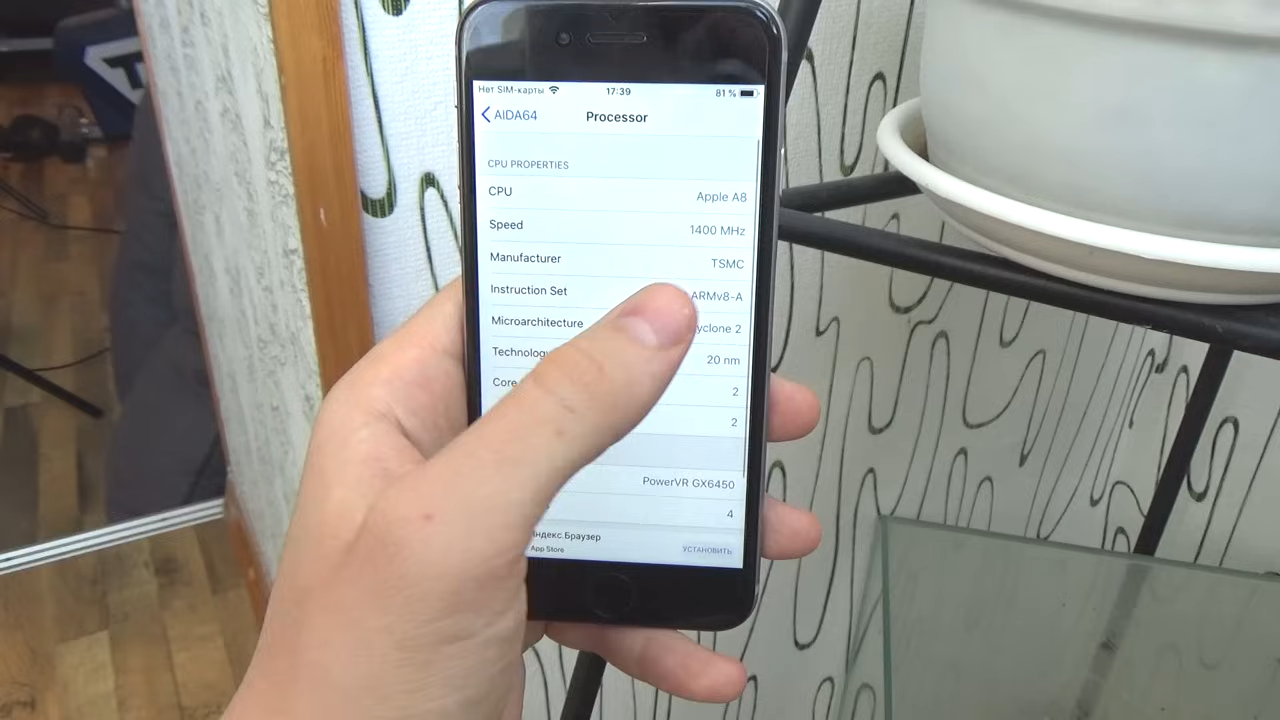 Нет SIM-карты 17:39 81 %
AIDA64 Processor
CPU PROPERTIES
CPU Apple A8
Speed 1400 MHz
Manufacturer TSMC
Instruction Set ARMv8-A
Microarchitecture yclone 2
Technology 20 nm
Core 2
2
PowerVR GX6450
4
ндекс.Браузер
App Store УСТАНОВИТЬ